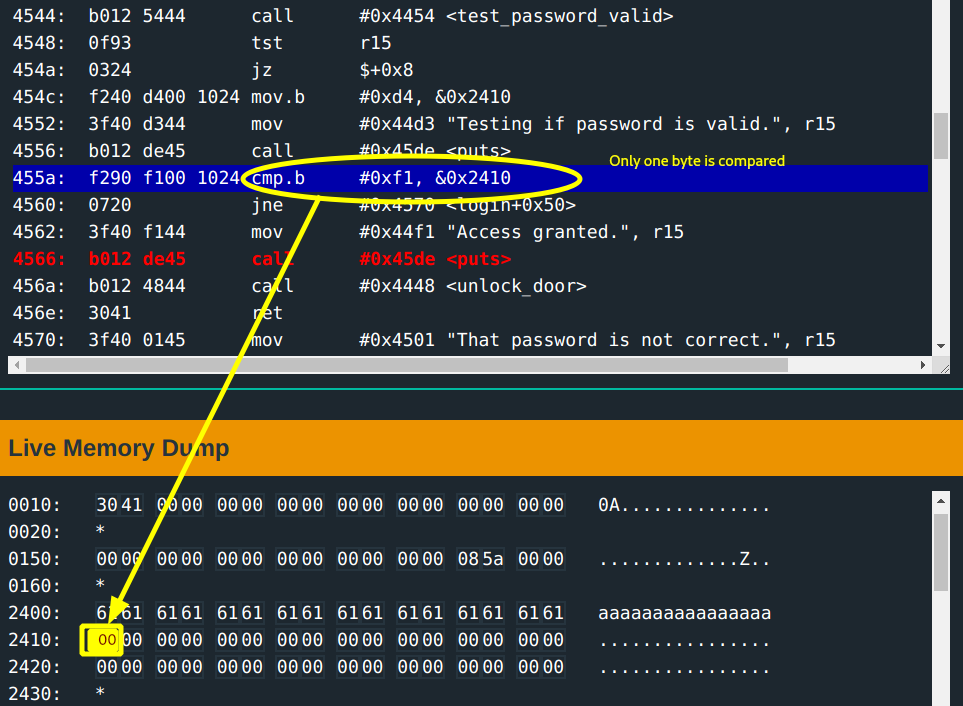 4544: b012 5444 call #0x4454 <test_password_valid>
4548: 0f93 tst r15
454a: 0324 jz $+0x8
454c: f240 d400 1024 mov.b #0xd4, &0x2410
4552: 3f40 d344 mov #0x44d3 "Testing if password is valid.", r15
4556: b012 de45 call #0x45de <puts>
Only one byte is compared
455a: f290 f100 1024 cmp.b #0xf1, &0x2410
4560: 0720 jne #0x4570 <login+0x50>
4562: 3f40 f144 mov #0x44f1 "Access granted.", r15
4566: b012 de45 call #0x45de <puts>
456a: b012 4844 call #0x4448 <unlock_door>
456e: 3041 ret
4570: 3f40 0145 mov #0x4501 "That password is not correct.", r15
Live Memory Dump
0010: 3041 0000 0000 0000 0000 0000 0000 0000 0A..............
0020: *
0150: 0000 0000 0000 0000 0000 0000 085a 0000 .............Z..
0160: *
2400: 6161 6161 6161 6161 6161 6161 6161 6161 aaaaaaaaaaaaaaaa
2410: 0000 0000 0000 0000 0000 0000 0000 0000 ................
2420: 0000 0000 0000 0000 0000 0000 0000 0000 ................
2430: *